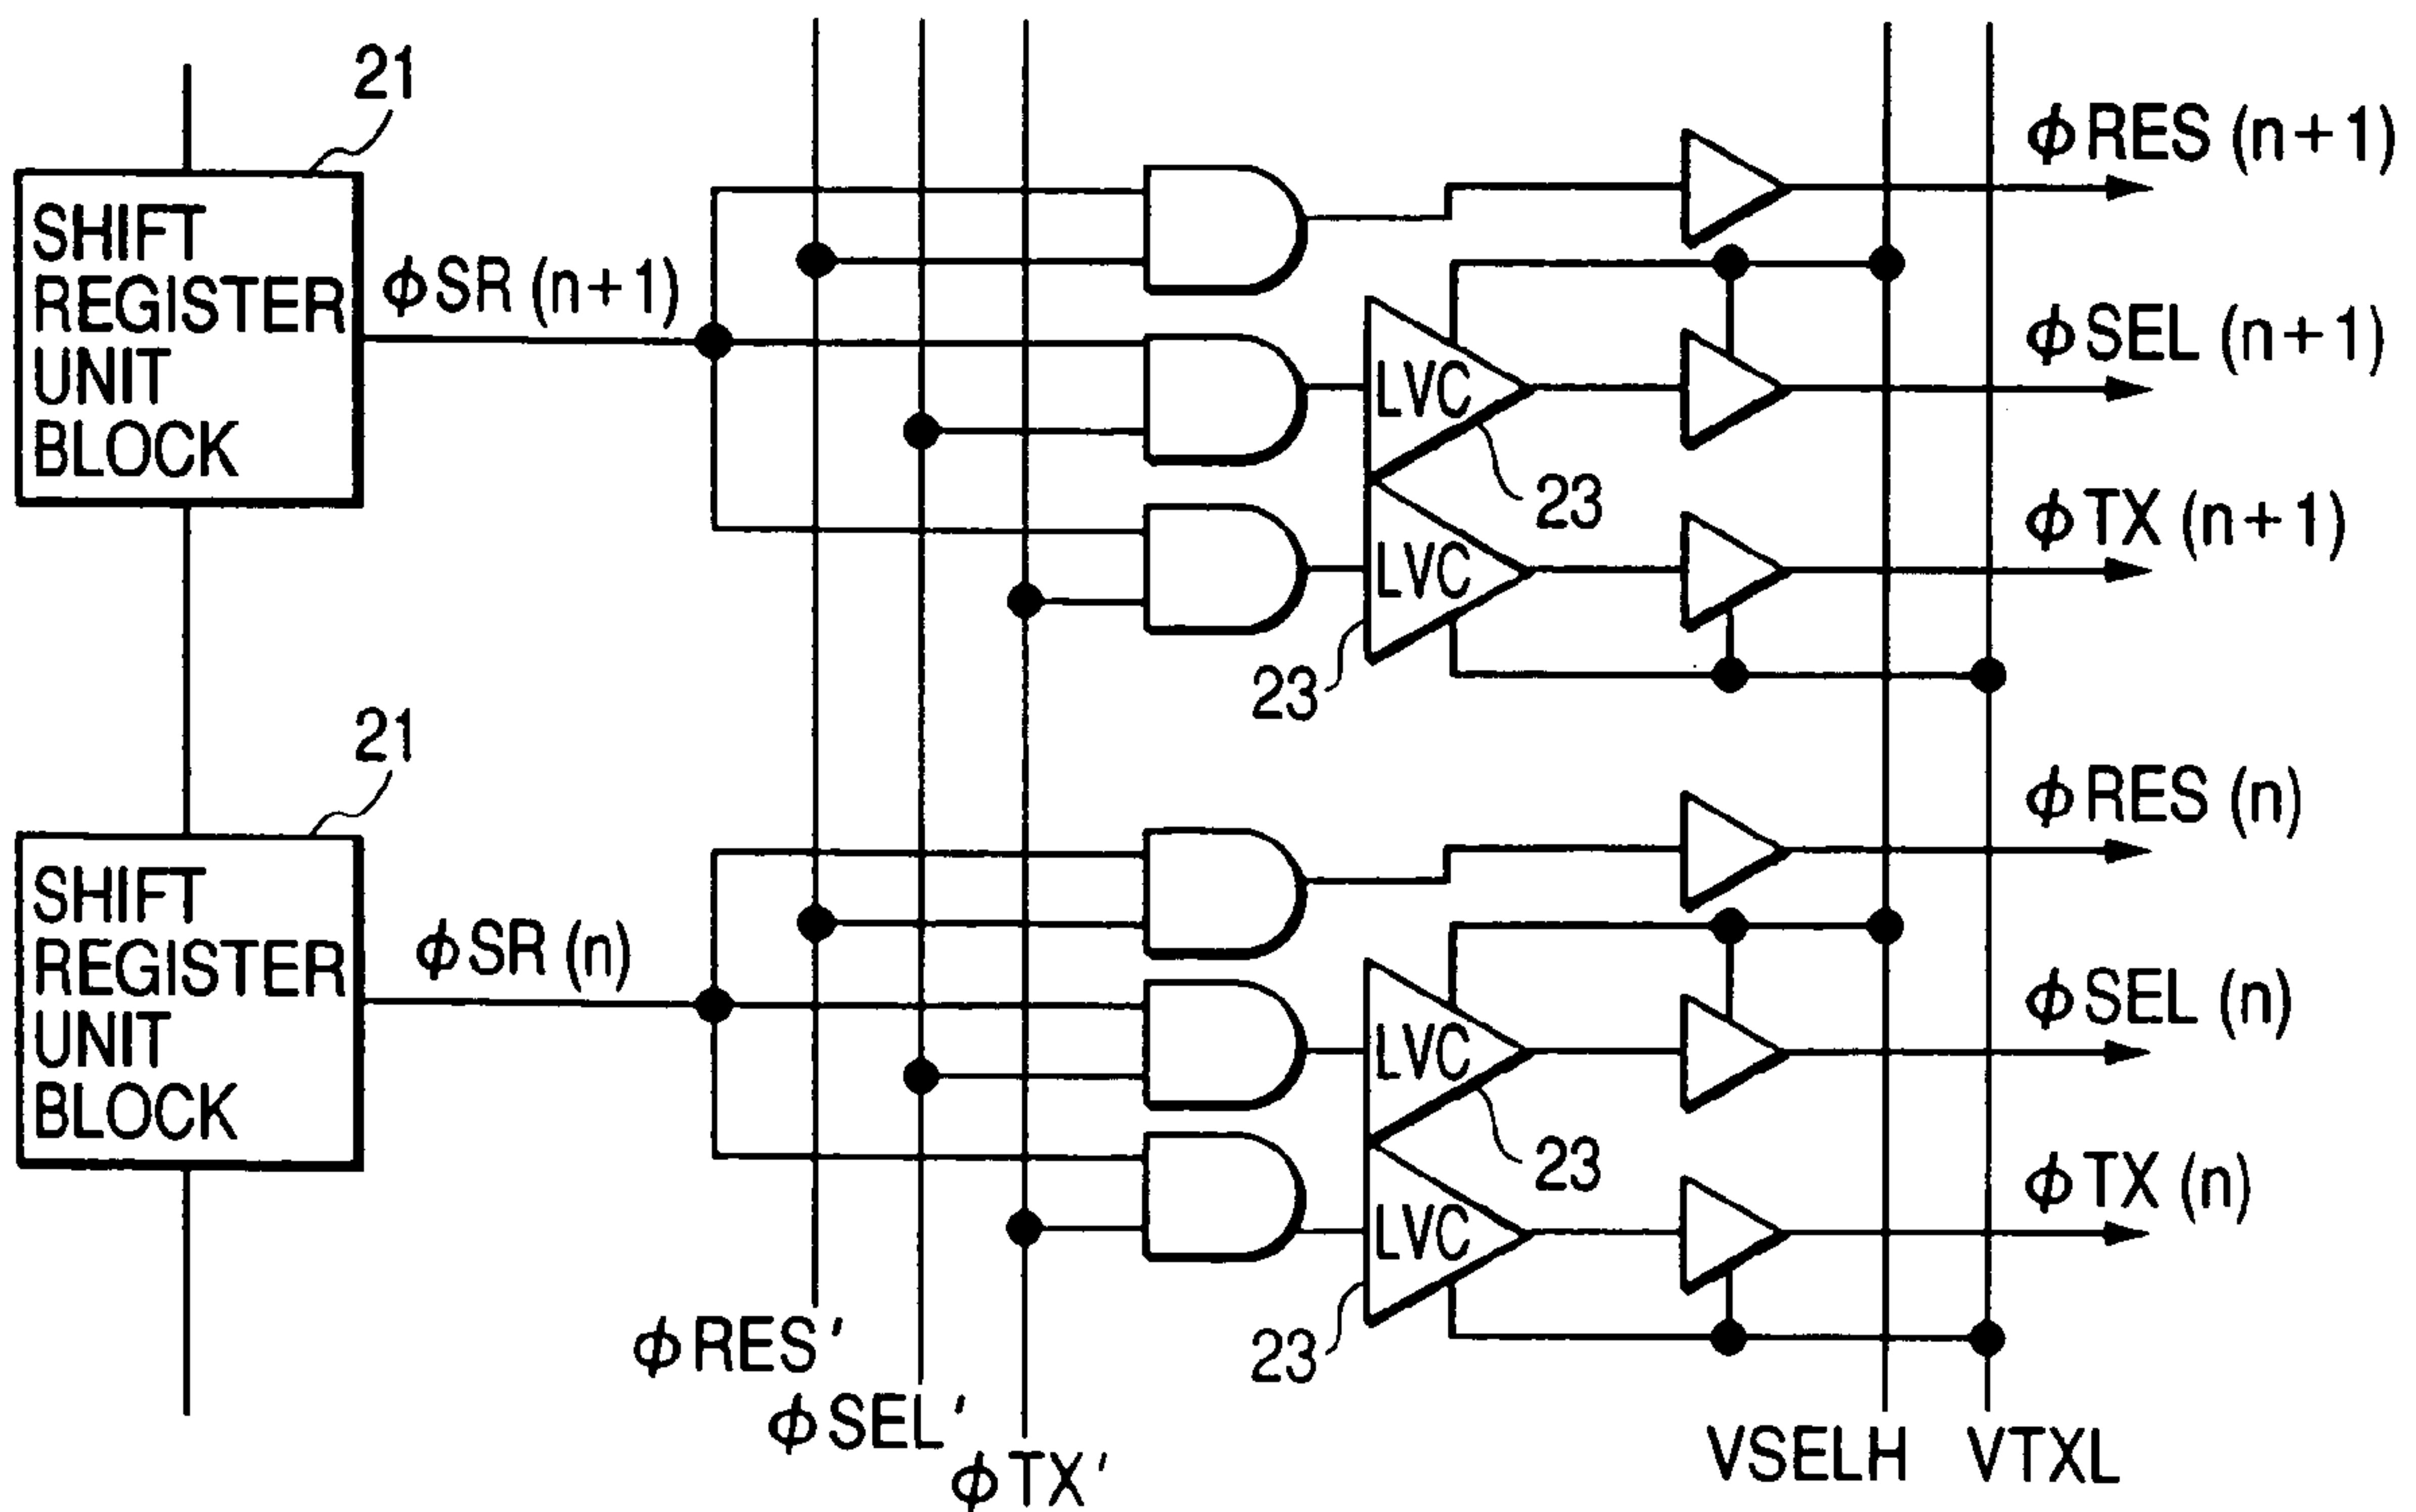 21
SHIFT
REGISTER
UNIT
BLOCK
φSR (n+1)
LVC
23
LVC
23
φRES (n+1)
φSEL (n+1)
φTX (n+1)
21
SHIFT
REGISTER
UNIT
BLOCK
φSR (n)
LVC
23
LVC
23
φRES (n)
φSEL (n)
φTX (n)
φRES′
φSEL′
φTX′
VSELH
VTXL